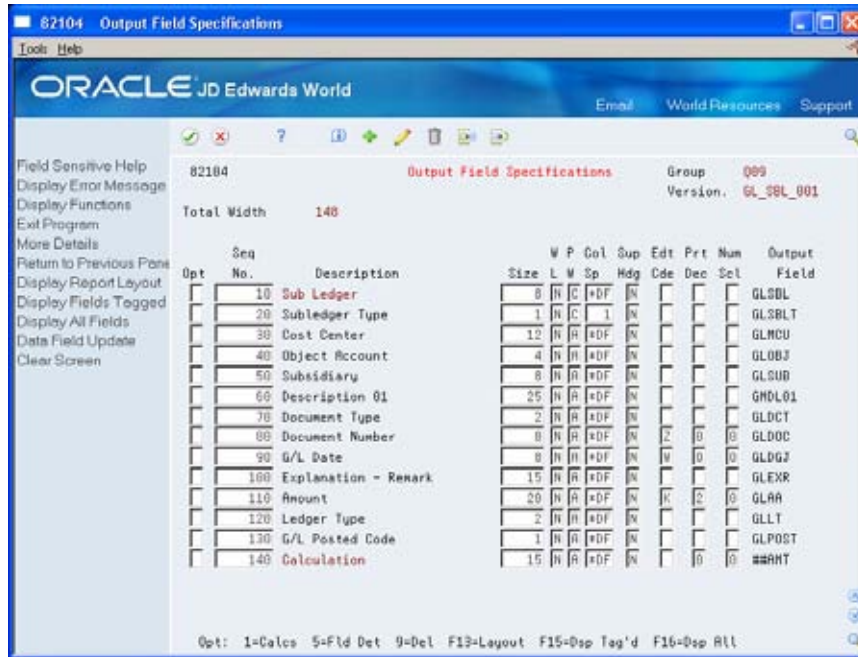 82104 Output Field Specifications
Tools Help
ORACLE JD Edwards World
Email World Resources Support
Field Sensitive Help
Display Error Message
Display Functions
Exit Program
More Details
Return to Previous Pane
Display Report Layout
Display Fields Tagged
Display All Fields
Data Field Update
Clear Screen
82104 Output Field Specifications Group Q09
Version. GL_SBL_001
Total Width 148
Seq W P Col Sup Edt Prt Num Output
Opt No. Description Size L W Sp Hdg Cde Dec Scl Field
10 Sub Ledger 8 N C *DF N GLSBL
20 Subledger Type 1 N C 1 N GLSBLT
30 Cost Center 12 N A *DF N GLMCU
40 Object Account 4 N A *DF N GLOBJ
50 Subsidiary 8 N A *DF N GLSUB
60 Description 01 25 N A *DF N GMDL01
70 Document Type 2 N A *DF N GLDCT
80 Document Number 8 N A *DF N Z 0 0 GLDOC
90 G/L Date 8 N A *DF N W 0 0 GLDGJ
100 Explanation - Remark 15 N A *DF N GLEXR
110 Amount 20 N A *DF N K 2 0 GLAA
120 Ledger Type 2 N A *DF N GLLT
130 G/L Posted Code 1 N A *DF N GLPOST
140 Calculation 15 N A *DF N 0 0 ##AMT
Opt: 1=Calcs 5=Fld Det 9=Del F13=Layout F15=Dsp Tag'd F16=Dsp All